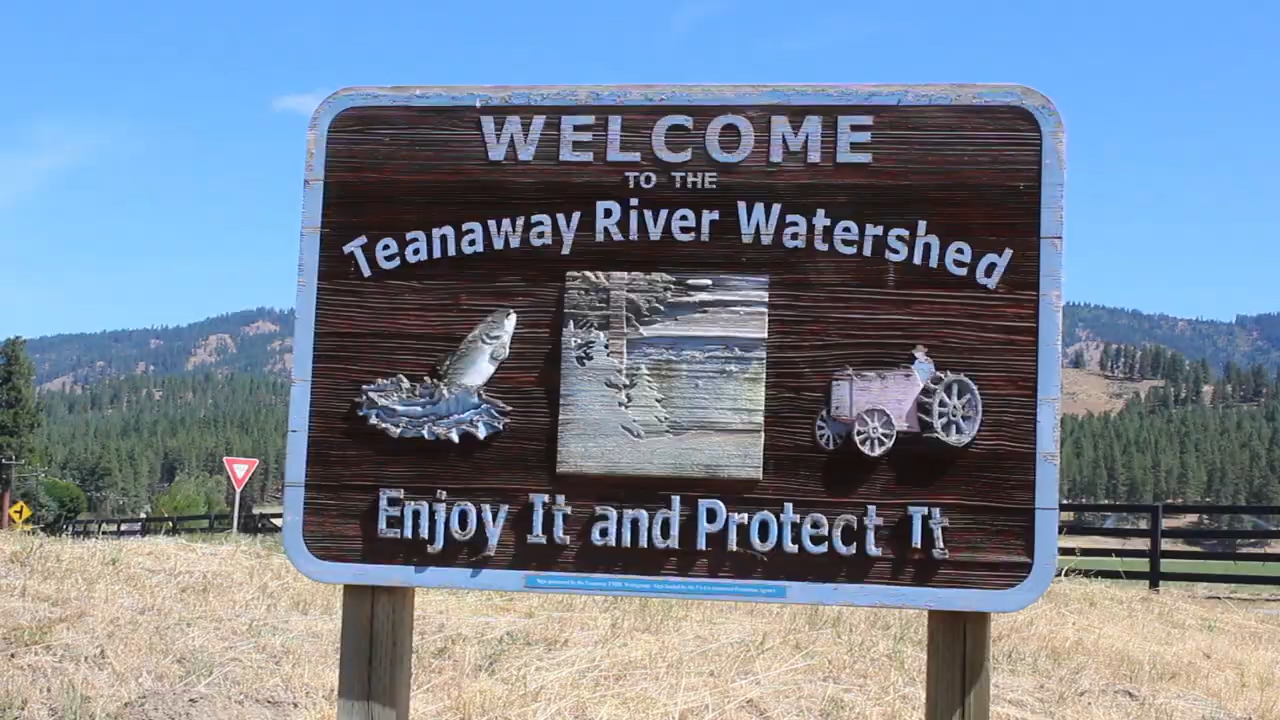 WELCOME
TO THE
Teanaway River Watershed
Enjoy It and Protect It